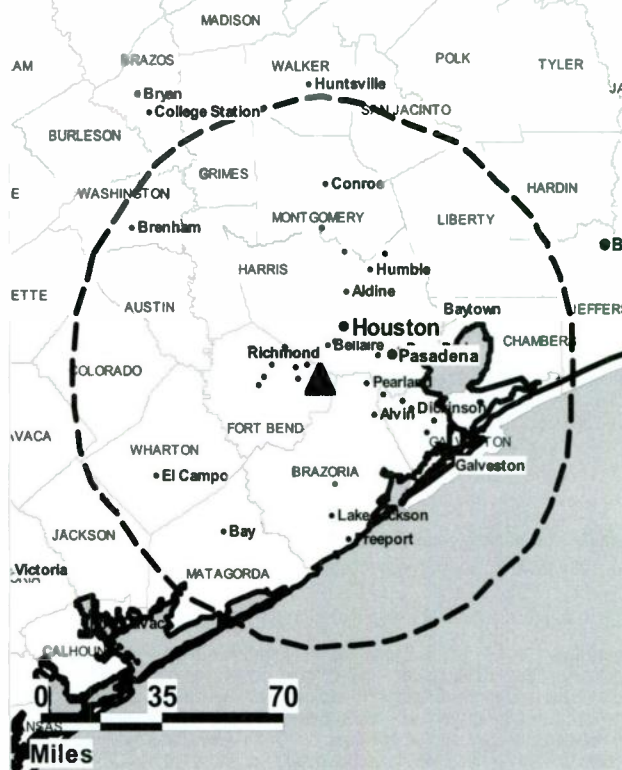 MADISON
BRAZOS
WALKER
POLK
TYLER
Huntsville
Bryan
College Station
SAN JACINTO
BURLESON
GRIMES
Conroe
WASHINGTON
HARDIN
MONTGOMERY
LIBERTY
Brenham
HARRIS
Humble
Aldine
AUSTIN
Baytown
Houston
CHAMBERS
Bellaire
Richmond
Pasadena
COLORADO
Pearland
Alvin
Dickinson
FORT BEND
GALVESTON
WHARTON
Galveston
El Campo
BRAZORIA
Lake Jackson
Bay
JACKSON
Freeport
Victoria
MATAGORDA
CALHOUN
0 35 70
Miles